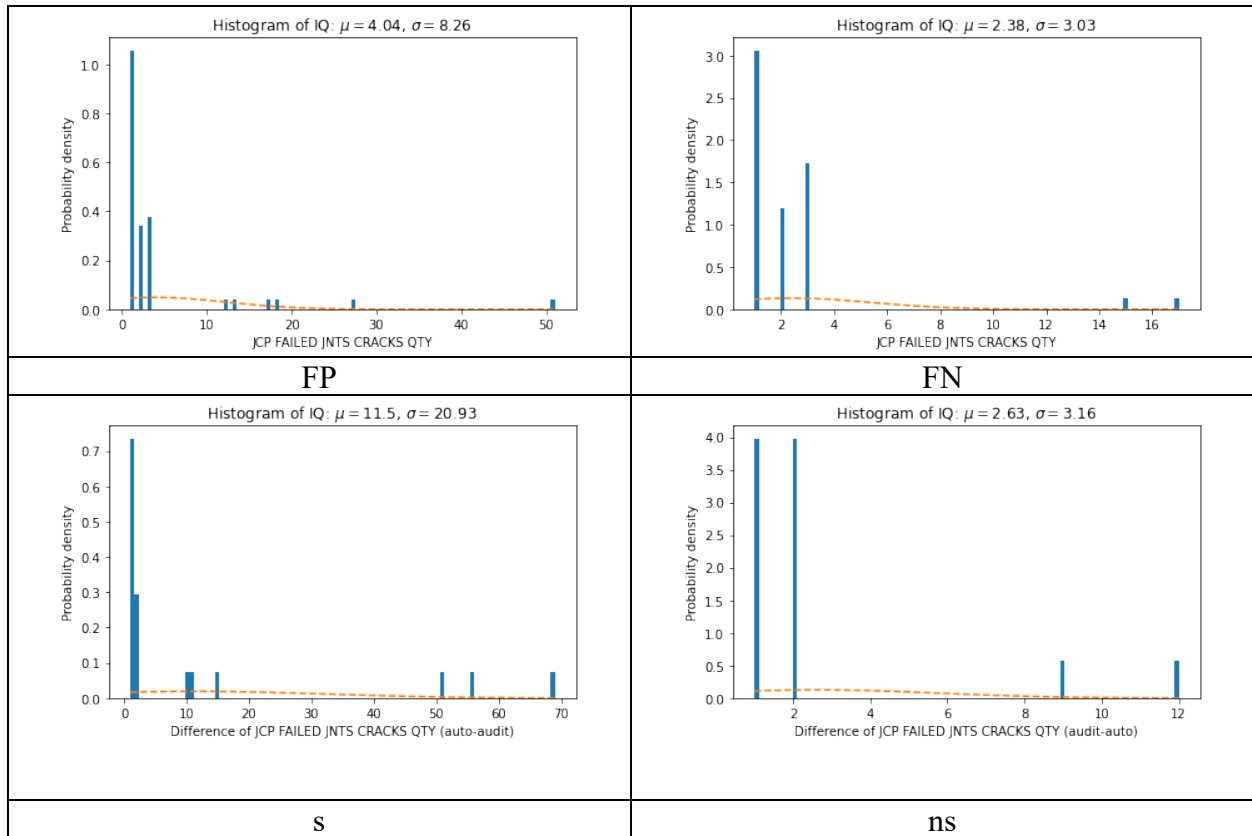 Histogram of IQ: μ = 4.04, σ = 8.26
Probability density
1.0
0.8
0.6
0.4
0.2
0.0
0 10 20 30 40 50
JCP FAILED JNTS CRACKS QTY
FP
Histogram of IQ: μ = 2.38, σ = 3.03
Probability density
3.0
2.5
2.0
1.5
1.0
0.5
0.0
2 4 6 8 10 12 14 16
JCP FAILED JNTS CRACKS QTY
FN
Histogram of IQ: μ = 11.5, σ = 20.93
Probability density
0.7
0.6
0.5
0.4
0.3
0.2
0.1
0.0
0 10 20 30 40 50 60 70
Difference of JCP FAILED JNTS CRACKS QTY (auto-audit)
s
Histogram of IQ: μ = 2.63, σ = 3.16
Probability density
4.0
3.5
3.0
2.5
2.0
1.5
1.0
0.5
0.0
2 4 6 8 10 12
Difference of JCP FAILED JNTS CRACKS QTY (audit-auto)
ns